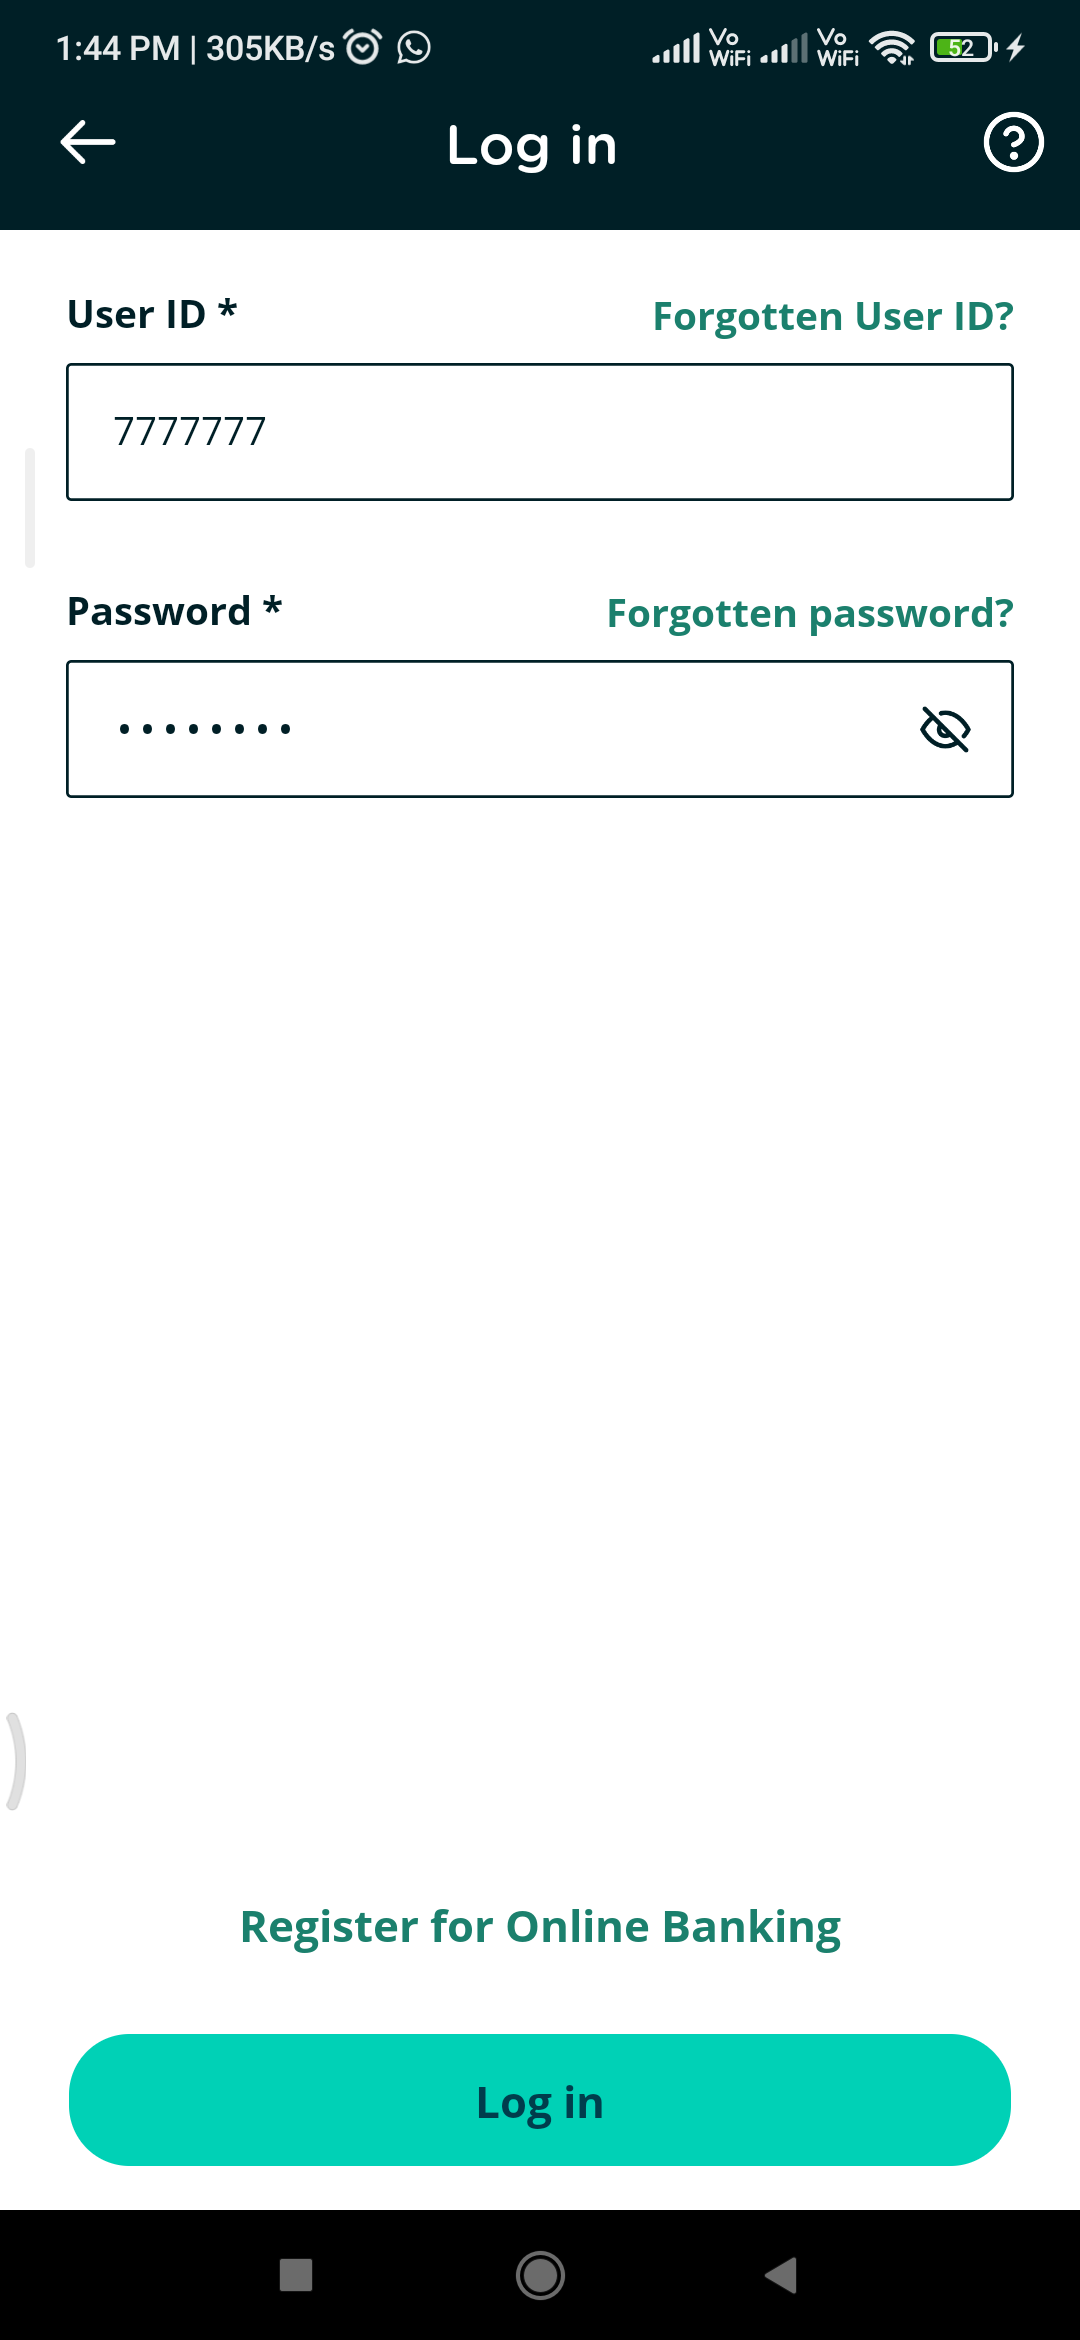 1:44 PM | 305KB/s Vo WiFi Vo WiFi 52
Log in
User ID * Forgotten User ID?
7777777
Password * Forgotten password?
••••••••
Register for Online Banking
Log in